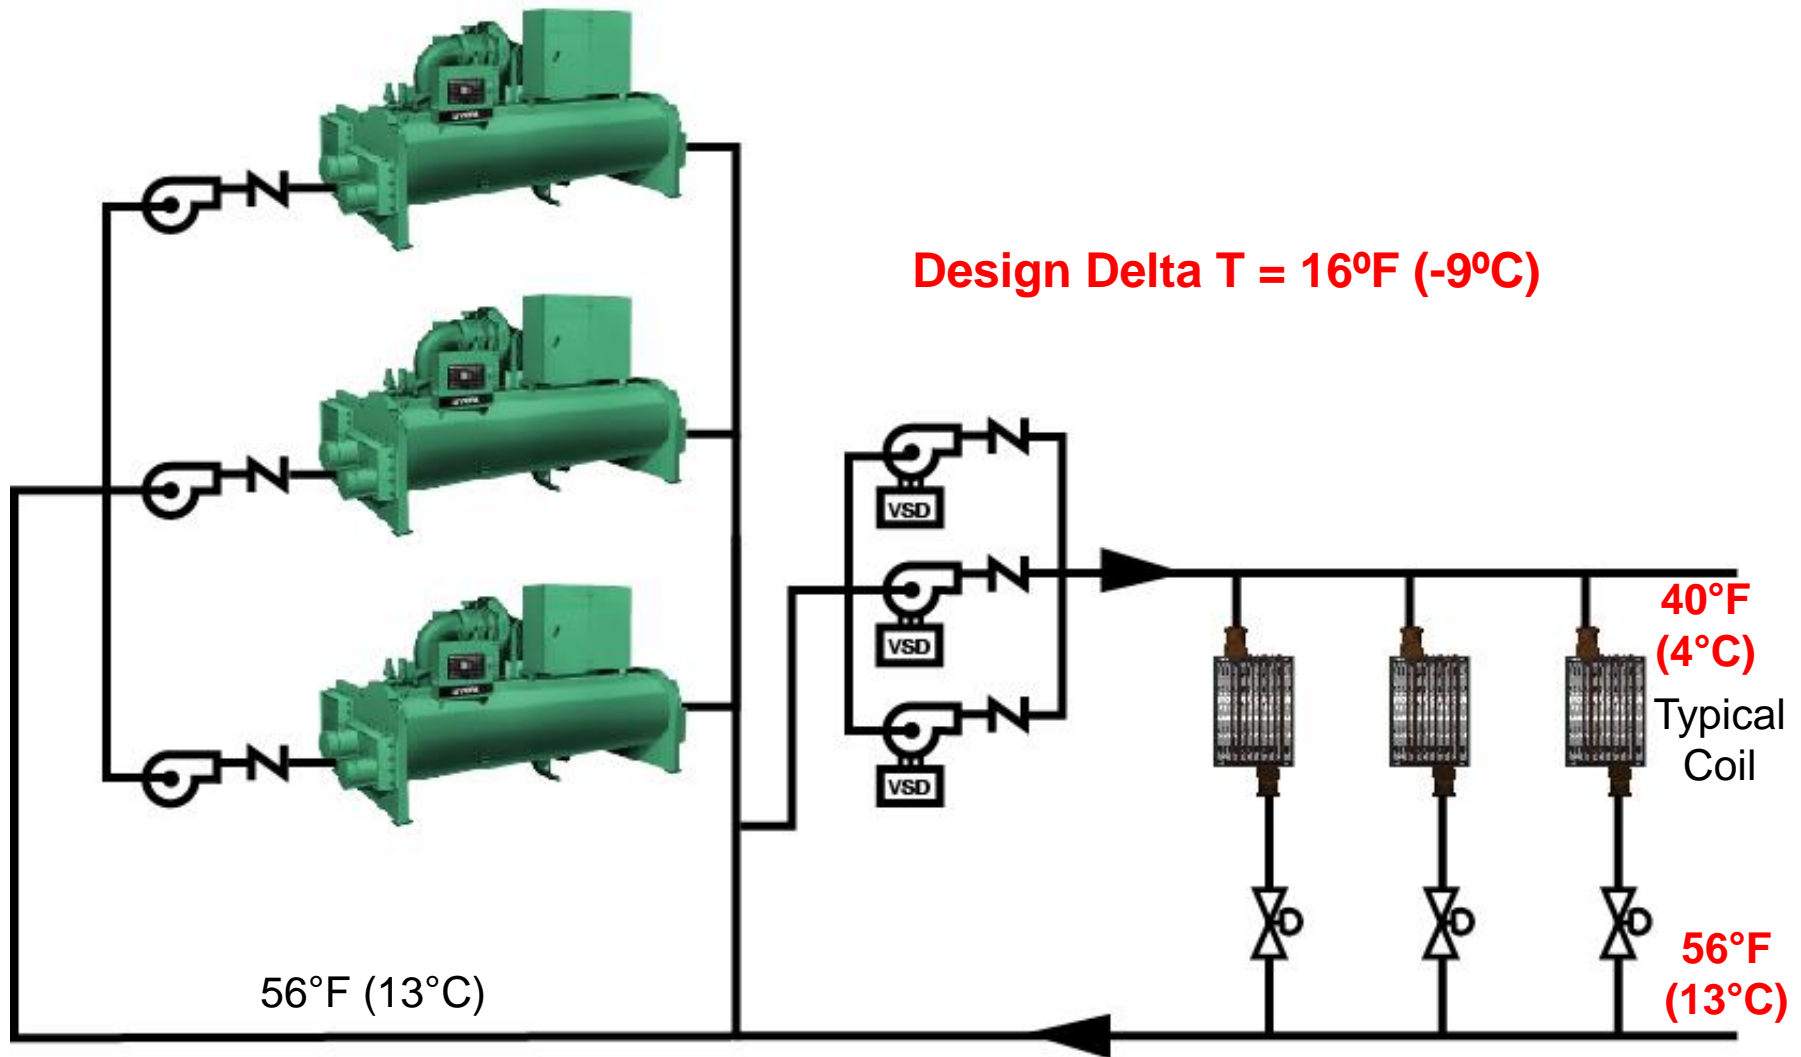 Design Delta T = 16ºF (-9ºC)
VSD
VSD
VSD
40°F
(4°C)
Typical
Coil
56°F
(13°C)
56°F (13°C)